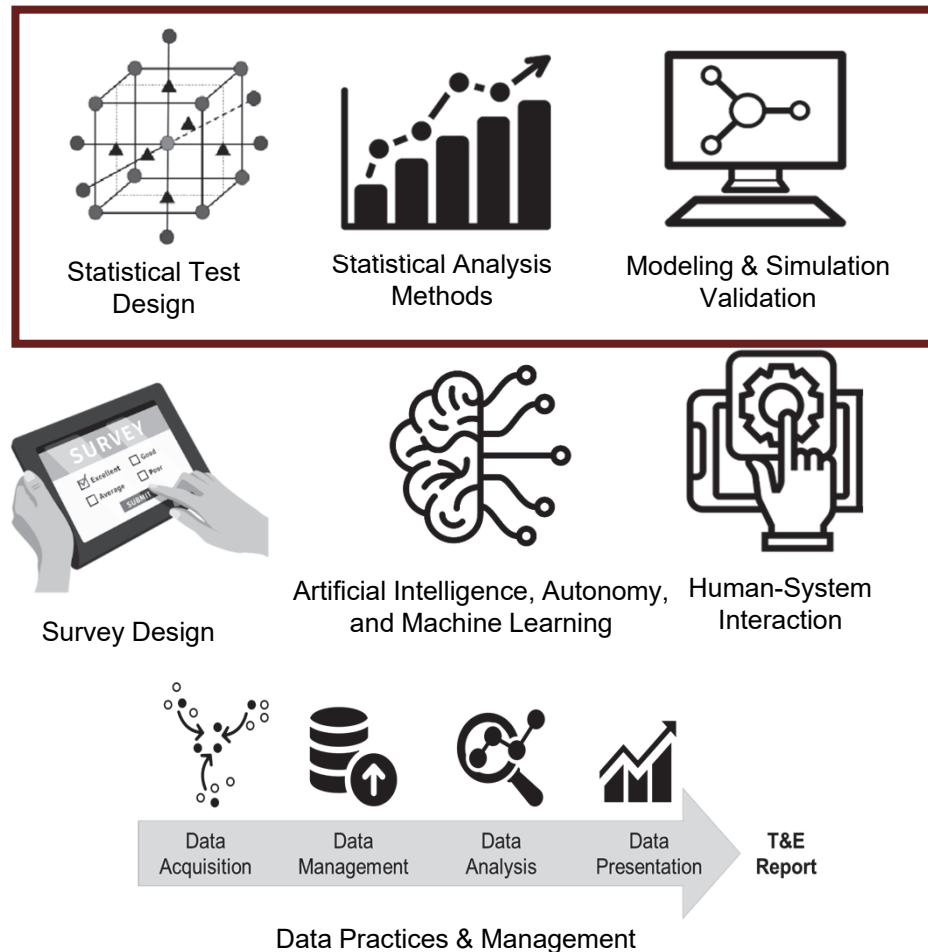 Statistical Test
Design
Statistical Analysis
Methods
Modeling & Simulation
Validation
SURVEY
Excellent
Good
Average
Poor
SUBMIT
Survey Design
Artificial Intelligence, Autonomy,
and Machine Learning
Human-System
Interaction
Data
Acquisition
Data
Management
Data
Analysis
Data
Presentation
T&E
Report
Data Practices & Management